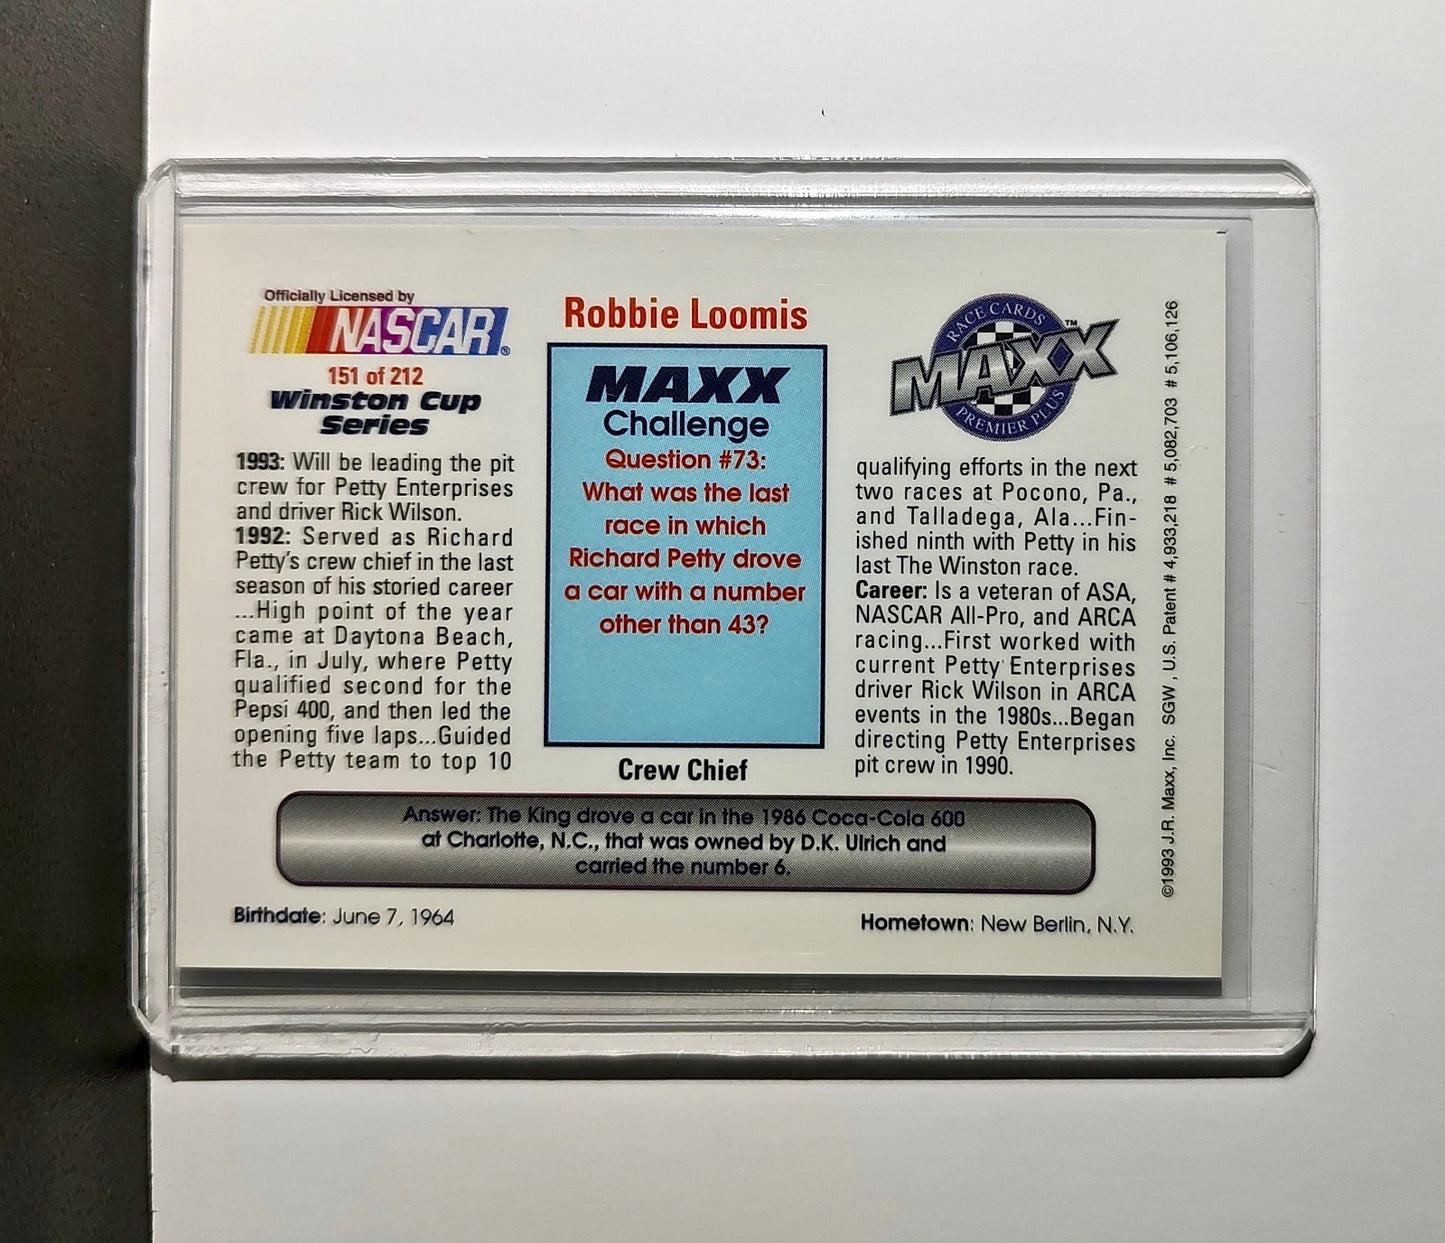 Officially Licensed by
NASCAR®
151 of 212
Winston Cup
Series
1993: Will be leading the pit
crew for Petty Enterprises
and driver Rick Wilson.
1992: Served as Richard
Petty's crew chief in the last
season of his storied career
...High point of the year
came at Daytona Beach,
Fla., in July, where Petty
qualified second for the
Pepsi 400, and then led the
opening five laps...Guided
the Petty team to top 10
Robbie Loomis
MAXX
Challenge
Question #73:
What was the last
race in which
Richard Petty drove
a car with a number
other than 43?
Crew Chief
RACE CARDS
MAXX™
PREMIER PLUS
qualifying efforts in the next
two races at Pocono, Pa.,
and Talladega, Ala...Fin-
ished ninth with Petty in his
last The Winston race.
Career: Is a veteran of ASA,
NASCAR All-Pro, and ARCA
racing...First worked with
current Petty Enterprises
driver Rick Wilson in ARCA
events in the 1980s...Began
directing Petty Enterprises
pit crew in 1990.
©1993 J.R. Maxx, Inc. SGW , U.S. Patent # 4,933,218 # 5,082,703 # 5,106,126
Answer: The King drove a car in the 1986 Coca-Cola 600
at Charlotte, N.C., that was owned by D.K. Ulrich and
carried the number 6.
Birthdate: June 7, 1964
Hometown: New Berlin, N.Y.